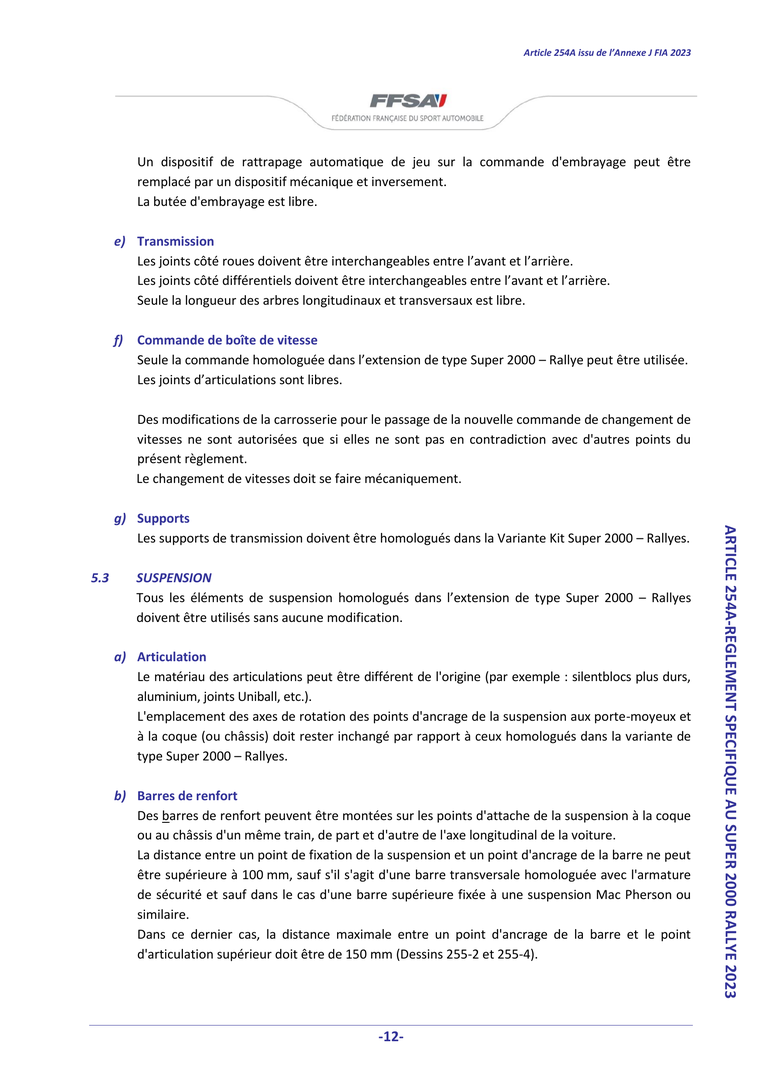 Article 254A issu de l’Annexe J FIA 2023
FFSA
FÉDÉRATION FRANÇAISE DU SPORT AUTOMOBILE
Un dispositif de rattrapage automatique de jeu sur la commande d'embrayage peut être
remplacé par un dispositif mécanique et inversement.
La butée d'embrayage est libre.
e) Transmission
Les joints côté roues doivent être interchangeables entre l’avant et l’arrière.
Les joints côté différentiels doivent être interchangeables entre l’avant et l’arrière.
Seule la longueur des arbres longitudinaux et transversaux est libre.
f) Commande de boîte de vitesse
Seule la commande homologuée dans l’extension de type Super 2000 – Rallye peut être utilisée.
Les joints d’articulations sont libres.
Des modifications de la carrosserie pour le passage de la nouvelle commande de changement de
vitesses ne sont autorisées que si elles ne sont pas en contradiction avec d'autres points du
présent règlement.
Le changement de vitesses doit se faire mécaniquement.
g) Supports
Les supports de transmission doivent être homologués dans la Variante Kit Super 2000 – Rallyes.
5.3 SUSPENSION
Tous les éléments de suspension homologués dans l’extension de type Super 2000 – Rallyes
doivent être utilisés sans aucune modification.
a) Articulation
Le matériau des articulations peut être différent de l'origine (par exemple : silentblocs plus durs,
aluminium, joints Uniball, etc.).
L'emplacement des axes de rotation des points d'ancrage de la suspension aux porte-moyeux et
à la coque (ou châssis) doit rester inchangé par rapport à ceux homologués dans la variante de
type Super 2000 – Rallyes.
b) Barres de renfort
Des barres de renfort peuvent être montées sur les points d'attache de la suspension à la coque
ou au châssis d'un même train, de part et d'autre de l'axe longitudinal de la voiture.
La distance entre un point de fixation de la suspension et un point d'ancrage de la barre ne peut
être supérieure à 100 mm, sauf s'il s'agit d'une barre transversale homologuée avec l'armature
de sécurité et sauf dans le cas d'une barre supérieure fixée à une suspension Mac Pherson ou
similaire.
Dans ce dernier cas, la distance maximale entre un point d'ancrage de la barre et le point
d'articulation supérieur doit être de 150 mm (Dessins 255-2 et 255-4).
ARTICLE 254A-REGLEMENT SPECIFIQUE AU SUPER 2000 RALLYE 2023
-12-